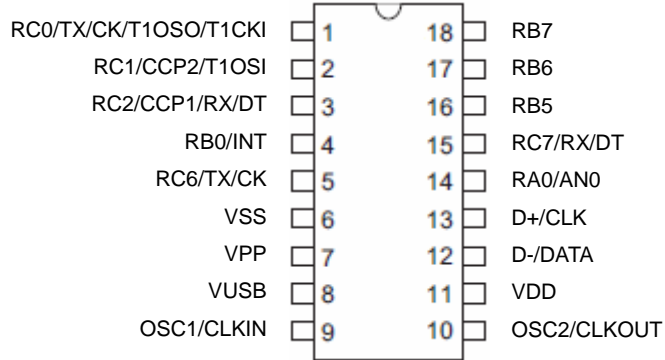 RC0/TX/CK/T1OSO/T1CKI 1 18 RB7
RC1/CCP2/T1OSI 2 17 RB6
RC2/CCP1/RX/DT 3 16 RB5
RB0/INT 4 15 RC7/RX/DT
RC6/TX/CK 5 14 RA0/AN0
VSS 6 13 D+/CLK
VPP 7 12 D-/DATA
VUSB 8 11 VDD
OSC1/CLKIN 9 10 OSC2/CLKOUT